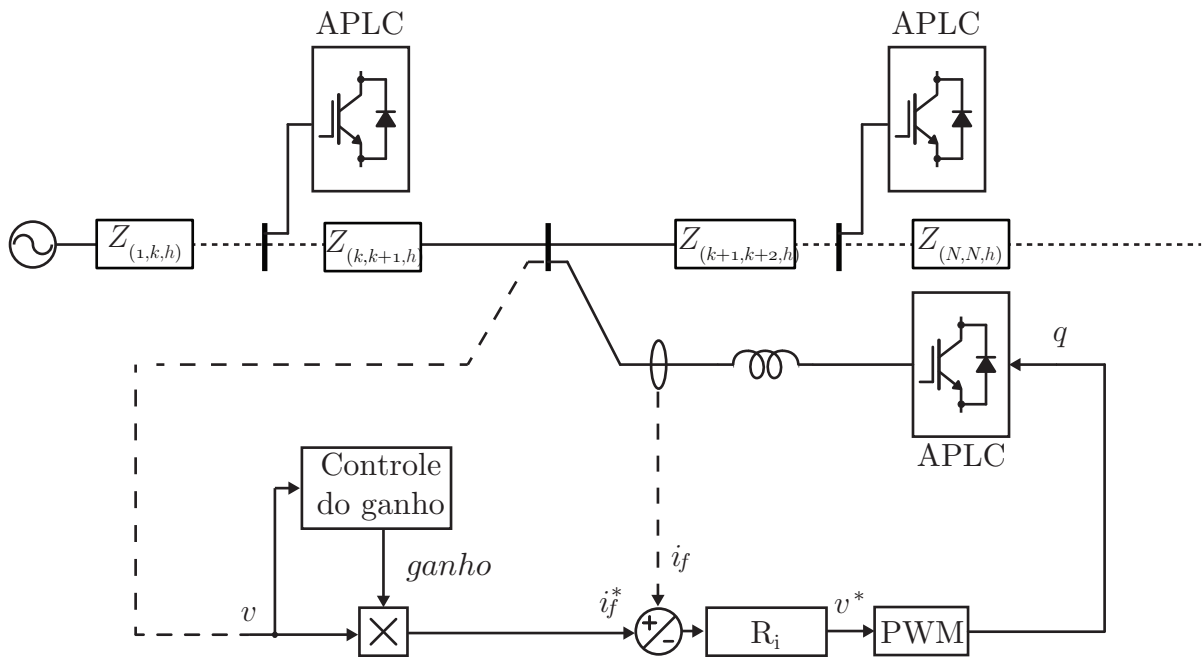 APLC
APLC
Z(1,k,h)
Z(k,k+1,h)
Z(k+1,k+2,h)
Z(N,N,h)
q
APLC
Controle
do ganho
ganho
v
i*f
if
+
-
Ri
v*
PWM